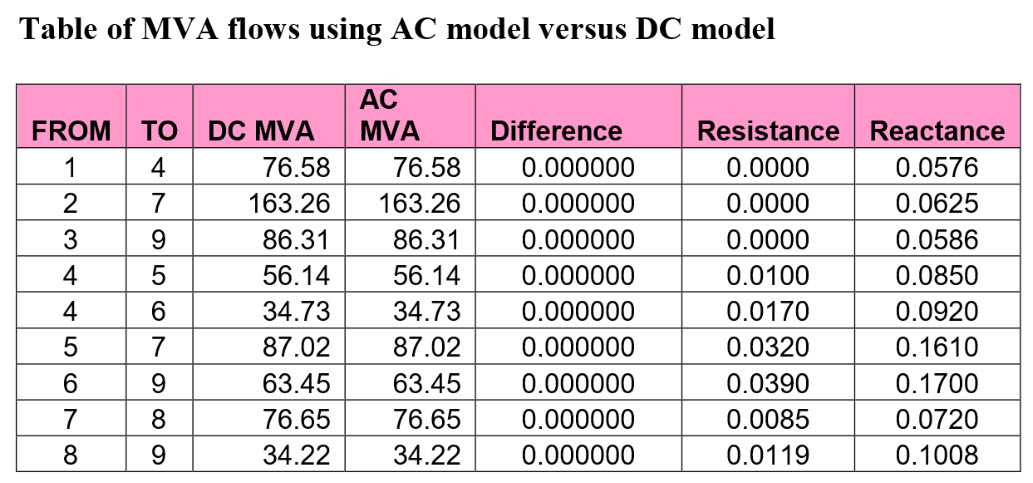 Table of MVA flows using AC model versus DC model
FROM TO DC MVA AC MVA Difference Resistance Reactance
1 4 76.58 76.58 0.000000 0.0000 0.0576
2 7 163.26 163.26 0.000000 0.0000 0.0625
3 9 86.31 86.31 0.000000 0.0000 0.0586
4 5 56.14 56.14 0.000000 0.0100 0.0850
4 6 34.73 34.73 0.000000 0.0170 0.0920
5 7 87.02 87.02 0.000000 0.0320 0.1610
6 9 63.45 63.45 0.000000 0.0390 0.1700
7 8 76.65 76.65 0.000000 0.0085 0.0720
8 9 34.22 34.22 0.000000 0.0119 0.1008